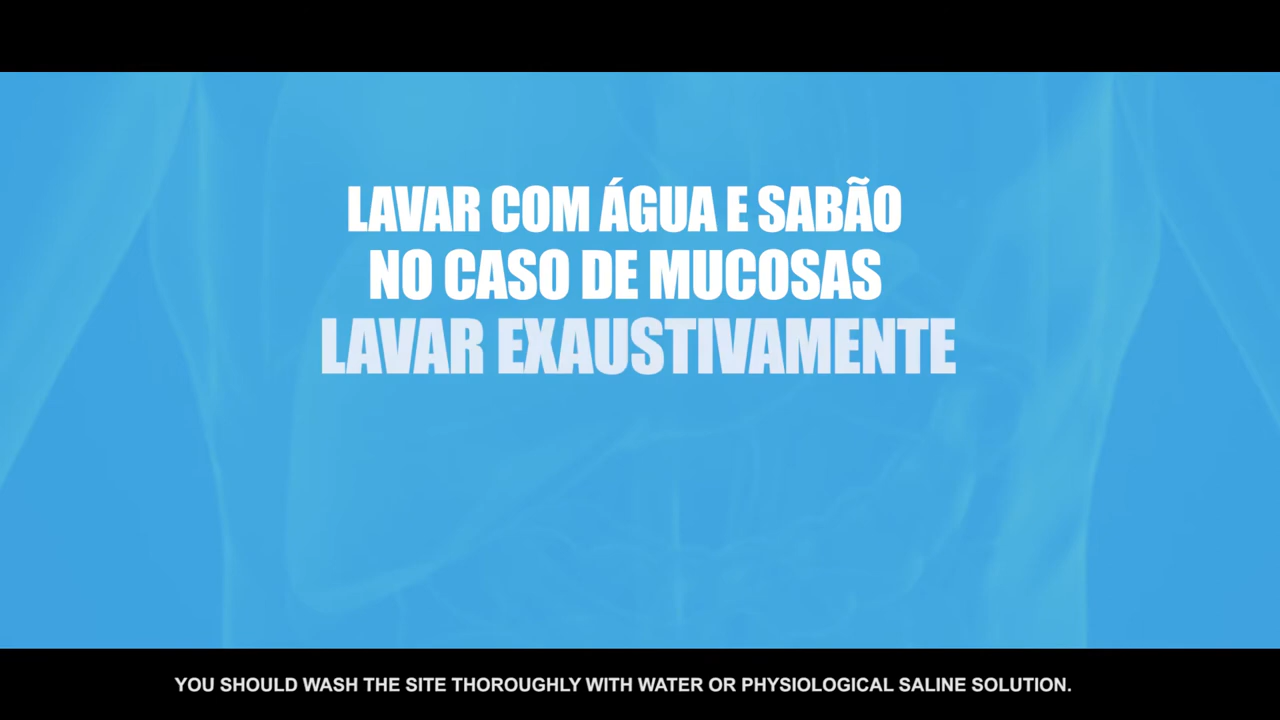 LAVAR COM ÁGUA E SABÃO
NO CASO DE MUCOSAS
LAVAR EXAUSTIVAMENTE
YOU SHOULD WASH THE SITE THOROUGHLY WITH WATER OR PHYSIOLOGICAL SALINE SOLUTION.